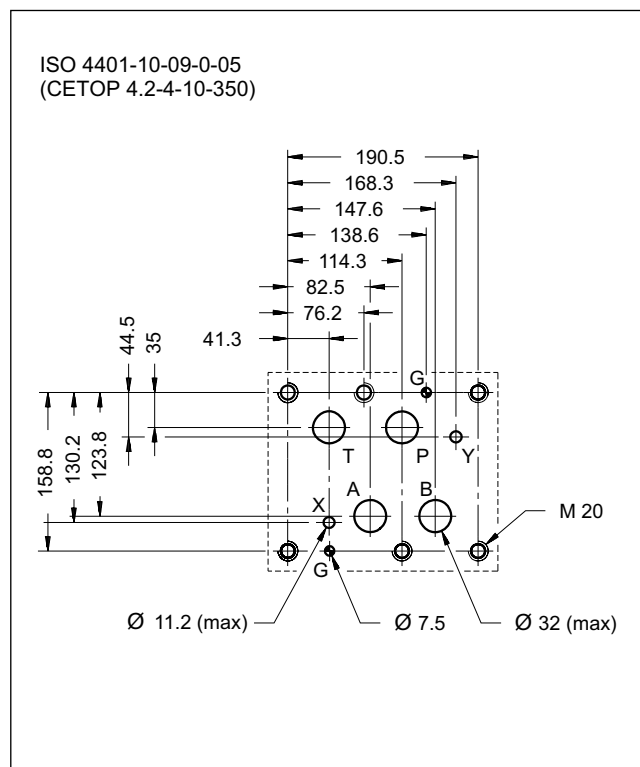 ISO 4401-10-09-0-05
(CETOP 4.2-4-10-350)
190.5
168.3
147.6
138.6
114.3
82.5
76.2
41.3
44.5
35
158.8
130.2
123.8
G
T
P
Y
X
A
B
M 20
G
Ø 11.2 (max)
Ø 7.5
Ø 32 (max)